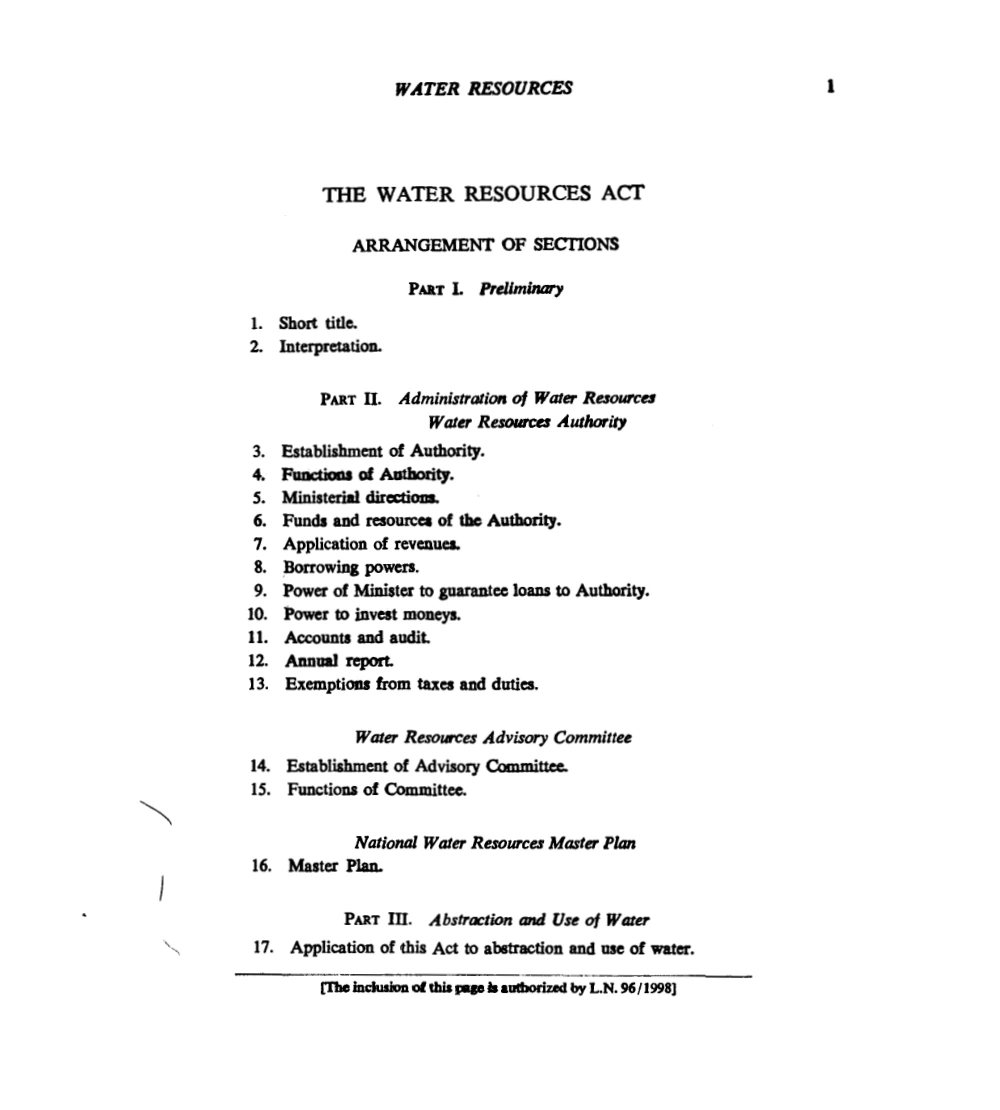 WATER RESOURCES 1
THE WATER RESOURCES ACT
ARRANGEMENT OF SECTIONS
PART I. Preliminary
1. Short title.
2. Interpretation.
PART II. Administration of Water Resources
Water Resources Authority
3. Establishment of Authority.
4. Functions of Authority.
5. Ministerial directions.
6. Funds and resources of the Authority.
7. Application of revenues.
8. Borrowing powers.
9. Power of Minister to guarantee loans to Authority.
10. Power to invest moneys.
11. Accounts and audit.
12. Annual report.
13. Exemptions from taxes and duties.
Water Resources Advisory Committee
14. Establishment of Advisory Committee.
15. Functions of Committee.
National Water Resources Master Plan
16. Master Plan.
PART III. Abstraction and Use of Water
17. Application of this Act to abstraction and use of water.
[The inclusion of this page is authorized by L.N. 96/1998]